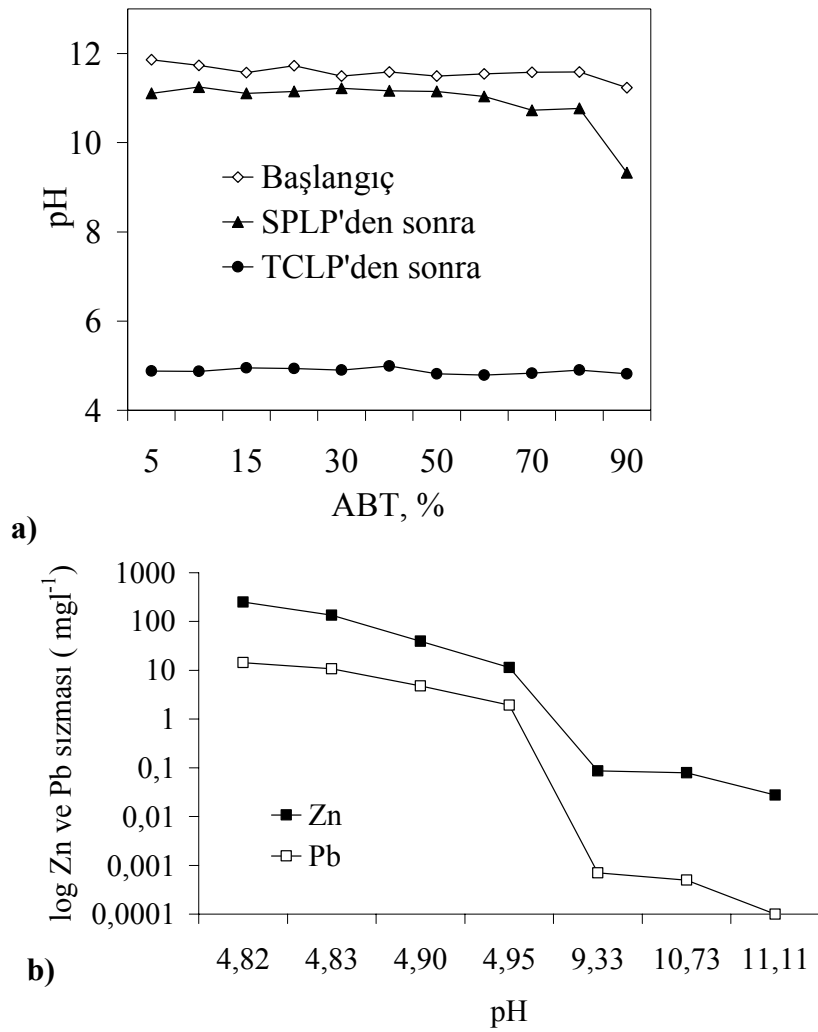 12
10
8
6
4
pH
Başlangıç
SPLP'den sonra
TCLP'den sonra
5 15 30 50 70 90
ABT, %
a)
log Zn ve Pb sızması ( mgl⁻¹)
1000
100
10
1
0,1
0,01
0,001
0,0001
Zn
Pb
4,82 4,83 4,90 4,95 9,33 10,73 11,11
b)
pH